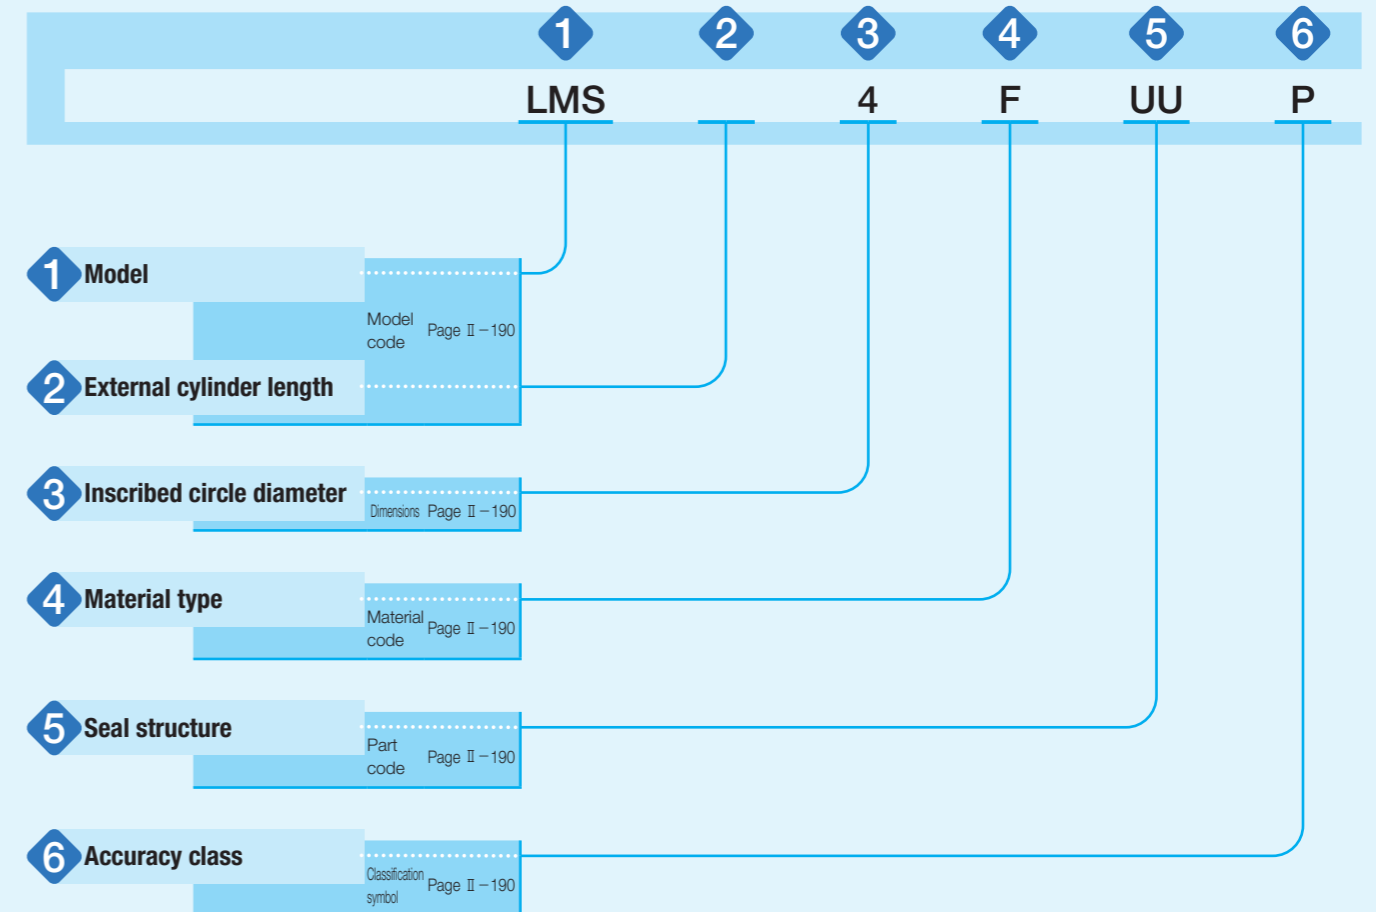 1 2 3 4 5 6
LMS 4 F UU P
1 Model
Model code Page Ⅱ－190
2 External cylinder length
3 Inscribed circle diameter
Dimensions Page Ⅱ－190
4 Material type
Material code Page Ⅱ－190
5 Seal structure
Part code Page Ⅱ－190
6 Accuracy class
Classification symbol Page Ⅱ－190